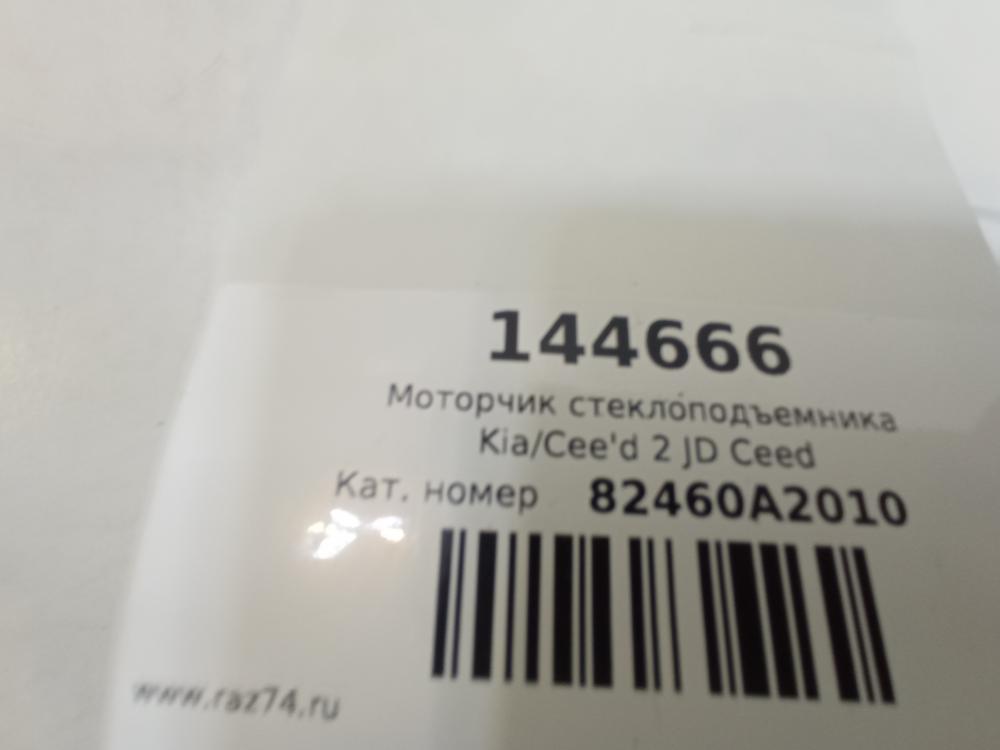 144666
Моторчик стеклоподъемника
Kia/Cee'd 2 JD Ceed
Кат. номер 82460A2010
www.raz74.ru